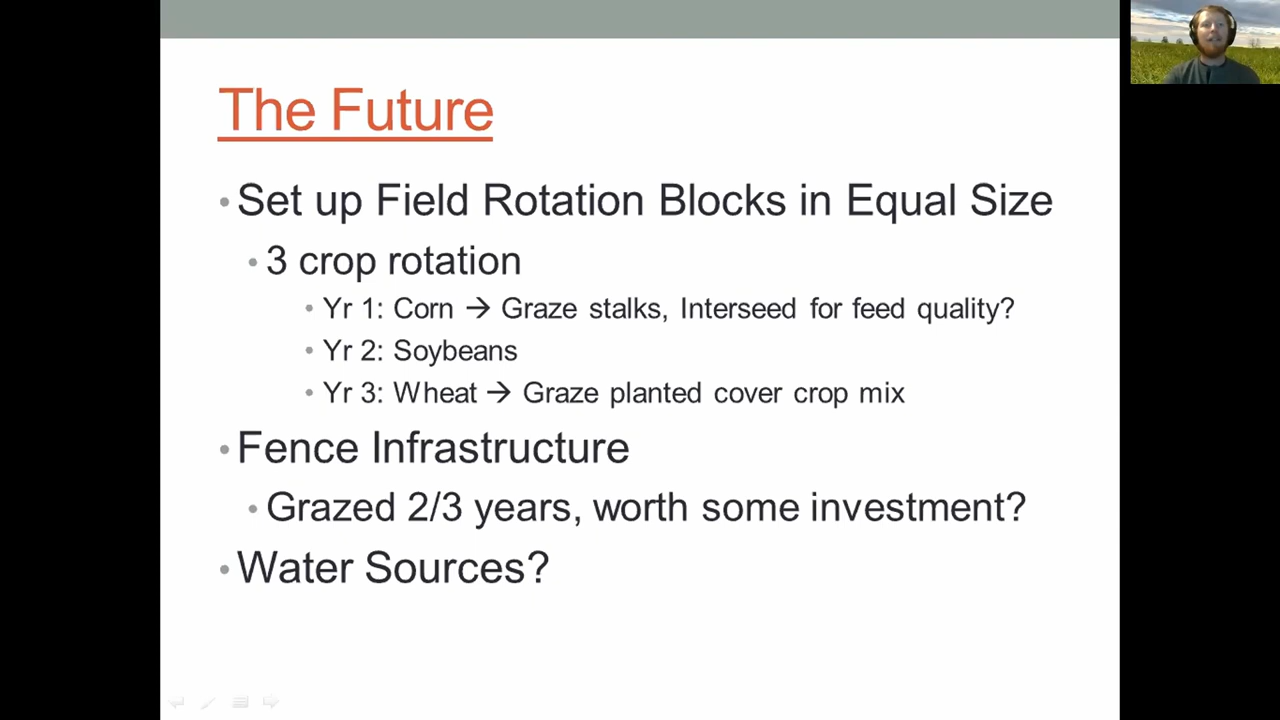 The Future
• Set up Field Rotation Blocks in Equal Size
• 3 crop rotation
• Yr 1: Corn → Graze stalks, Interseed for feed quality?
• Yr 2: Soybeans
• Yr 3: Wheat → Graze planted cover crop mix
• Fence Infrastructure
• Grazed 2/3 years, worth some investment?
• Water Sources?